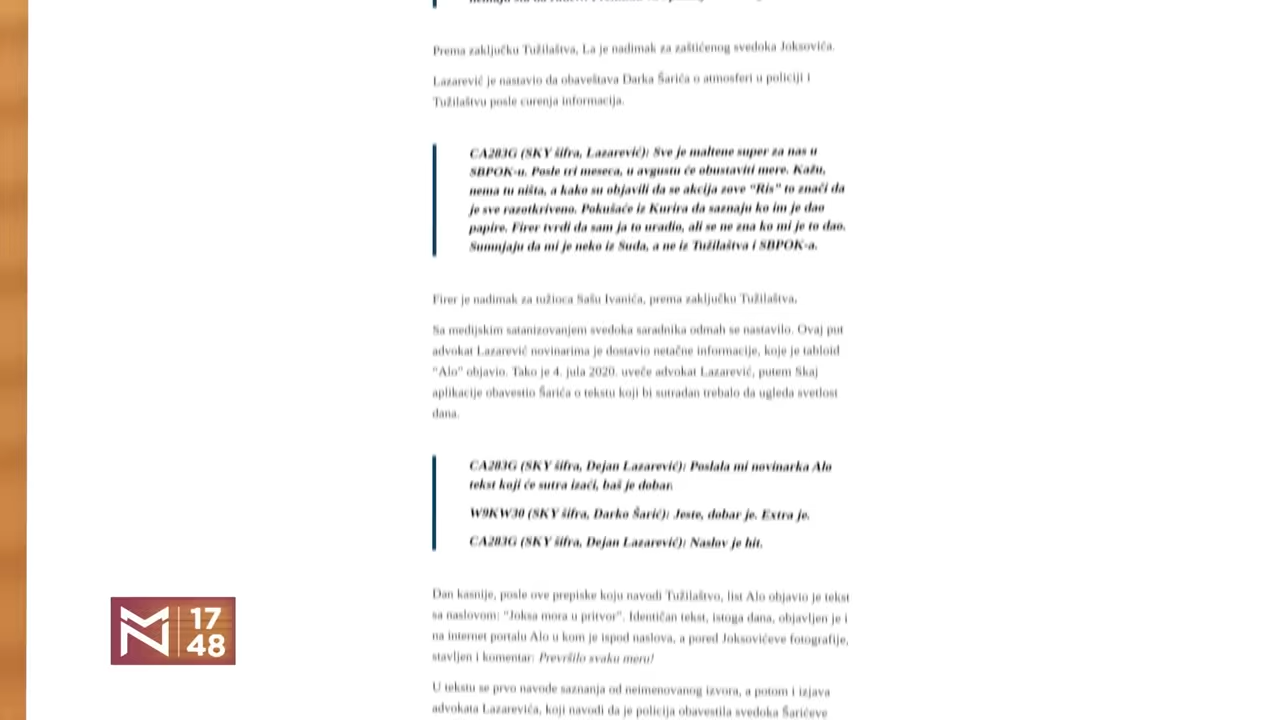 Prema zaključku Tužilaštva, La je nadimak za zaštićenog svedoka Joksovića.
Lazarević je nastavio da obaveštava Darka Šarića o atmosferi u policiji i
Tužilaštvu posle curenja informacija.
CA283G (SKY šifra, Lazarević): Sve je maltene super za nas u
SBPOK-u. Posle tri meseca, u avgustu će obustaviti mere. Kažu,
nema tu ništa, a kako su objavili da se akcija zove “Ris” to znači da
je sve razotkriveno. Pokušaće iz Kurira da saznaju ko im je dao
papire. Firer tvrdi da sam ja to uradio, ali se ne zna ko mi je to dao.
Sumnjaju da mi je neko iz Suda, a ne iz Tužilaštva i SBPOK-a.
Firer je nadimak za tužioca Sašu Ivanića, prema zaključku Tužilaštva.
Sa medijskim satanizovanjem svedoka saradnika odmah se nastavilo. Ovaj put
advokat Lazarević novinarima je dostavio netačne informacije, koje je tabloid
“Alo” objavio. Tako je 4. jula 2020. uveče advokat Lazarević, putem Skaj
aplikacije obavestio Šarića o tekstu koji bi sutradan trebalo da ugleda svetlost
dana.
CA283G (SKY šifra, Dejan Lazarević): Poslala mi novinarka Alo
tekst koji će sutra izaći, baš je dobar.
W9KW30 (SKY šifra, Darko Šarić): Jeste, dobar je. Extra je.
CA283G (SKY šifra, Dejan Lazarević): Naslov je hit.
Dan kasnije, posle ove prepiske koju navodi Tužilaštvo, list Alo objavio je tekst
sa naslovom: “Joksa mora u pritvor”. Identičan tekst, istoga dana, objavljen je i
na internet portalu Alo u kom je ispod naslova, a pored Joksovićeve fotografije,
stavljen i komentar: Prevršilo svaku meru!
U tekstu se prvo navode saznanja od neimenovanog izvora, a potom i izjava
advokata Lazarevića, koji navodi da je policija obavestila svedoka Šarićeve
17
48